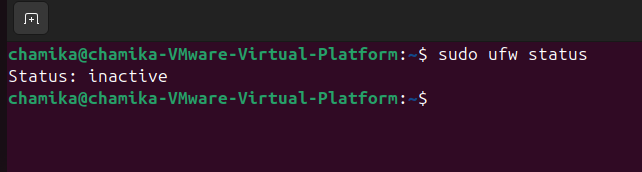 chamika@chamika-VMware-Virtual-Platform:~$ sudo ufw status
Status: inactive
chamika@chamika-VMware-Virtual-Platform:~$